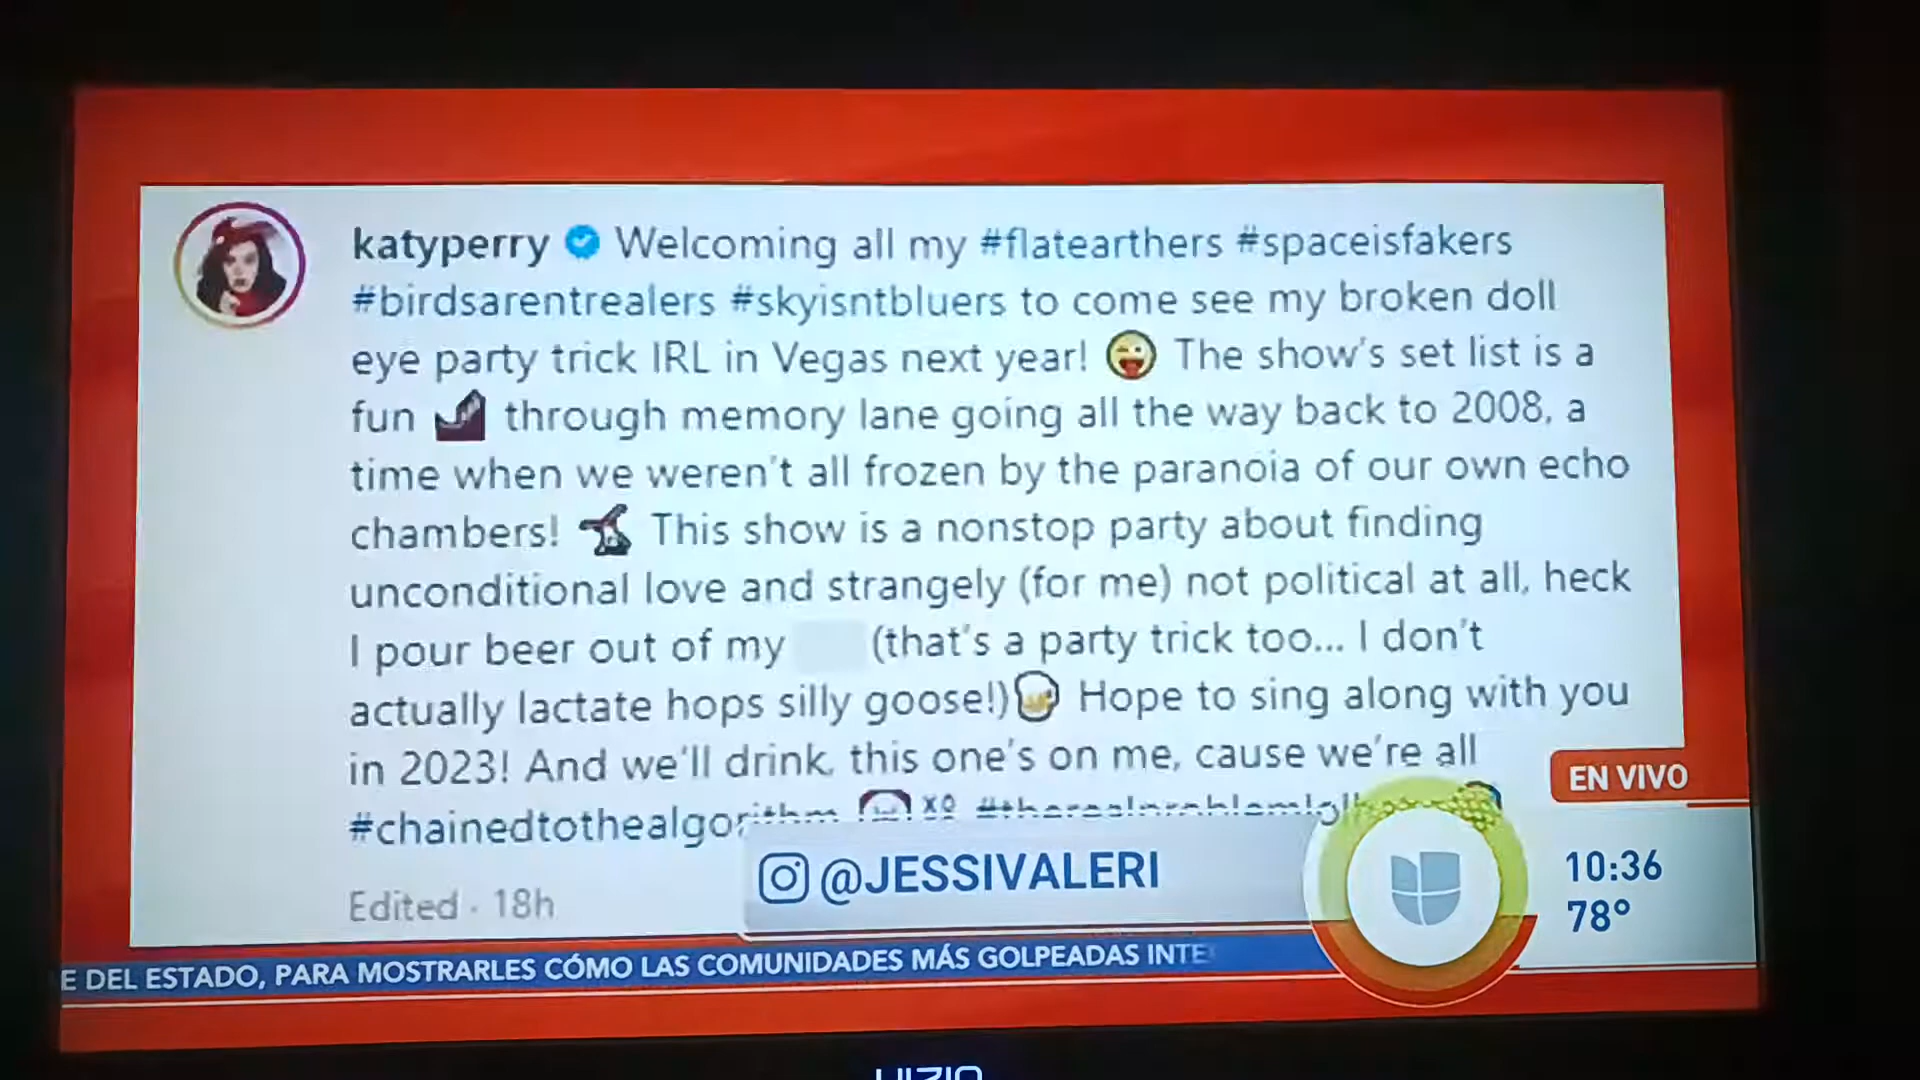 katyperry Welcoming all my #flatearthers #spaceisfakers
#birdsarentrealers #skyisntbluers to come see my broken doll
eye party trick IRL in Vegas next year! The show's set list is a
fun through memory lane going all the way back to 2008, a
time when we weren't all frozen by the paranoia of our own echo
chambers! This show is a nonstop party about finding
unconditional love and strangely (for me) not political at all, heck
I pour beer out of my (that's a party trick too... I don't
actually lactate hops silly goose!) Hope to sing along with you
in 2023! And we'll drink, this one's on me, cause we're all
#chainedtothealgorithm
Edited · 18h
@JESSIVALERI
EN VIVO
10:36
78°
E DEL ESTADO, PARA MOSTRARLES CÓMO LAS COMUNIDADES MÁS GOLPEADAS INTE
VIZIO